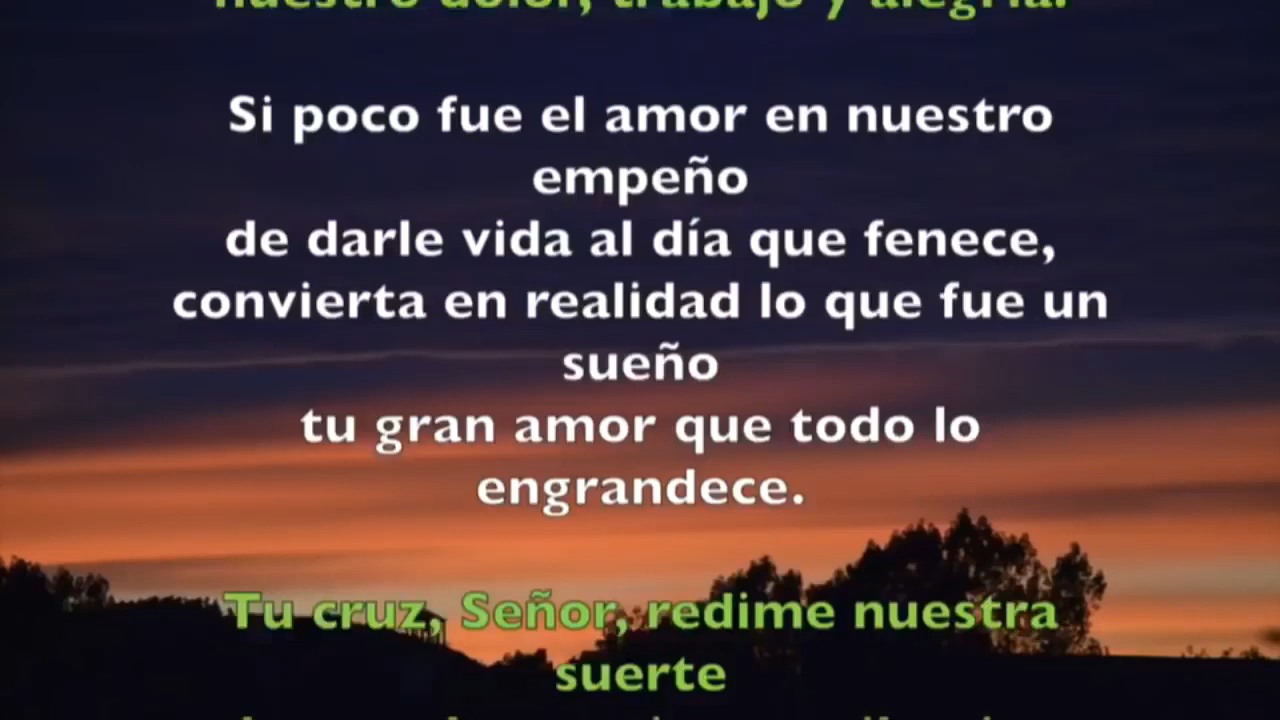 nuestro dolor, trabajo y alegría.
Si poco fue el amor en nuestro
empeño
de darle vida al día que fenece,
convierta en realidad lo que fue un
sueño
tu gran amor que todo lo
engrandece.
Tu cruz, Señor, redime nuestra
suerte